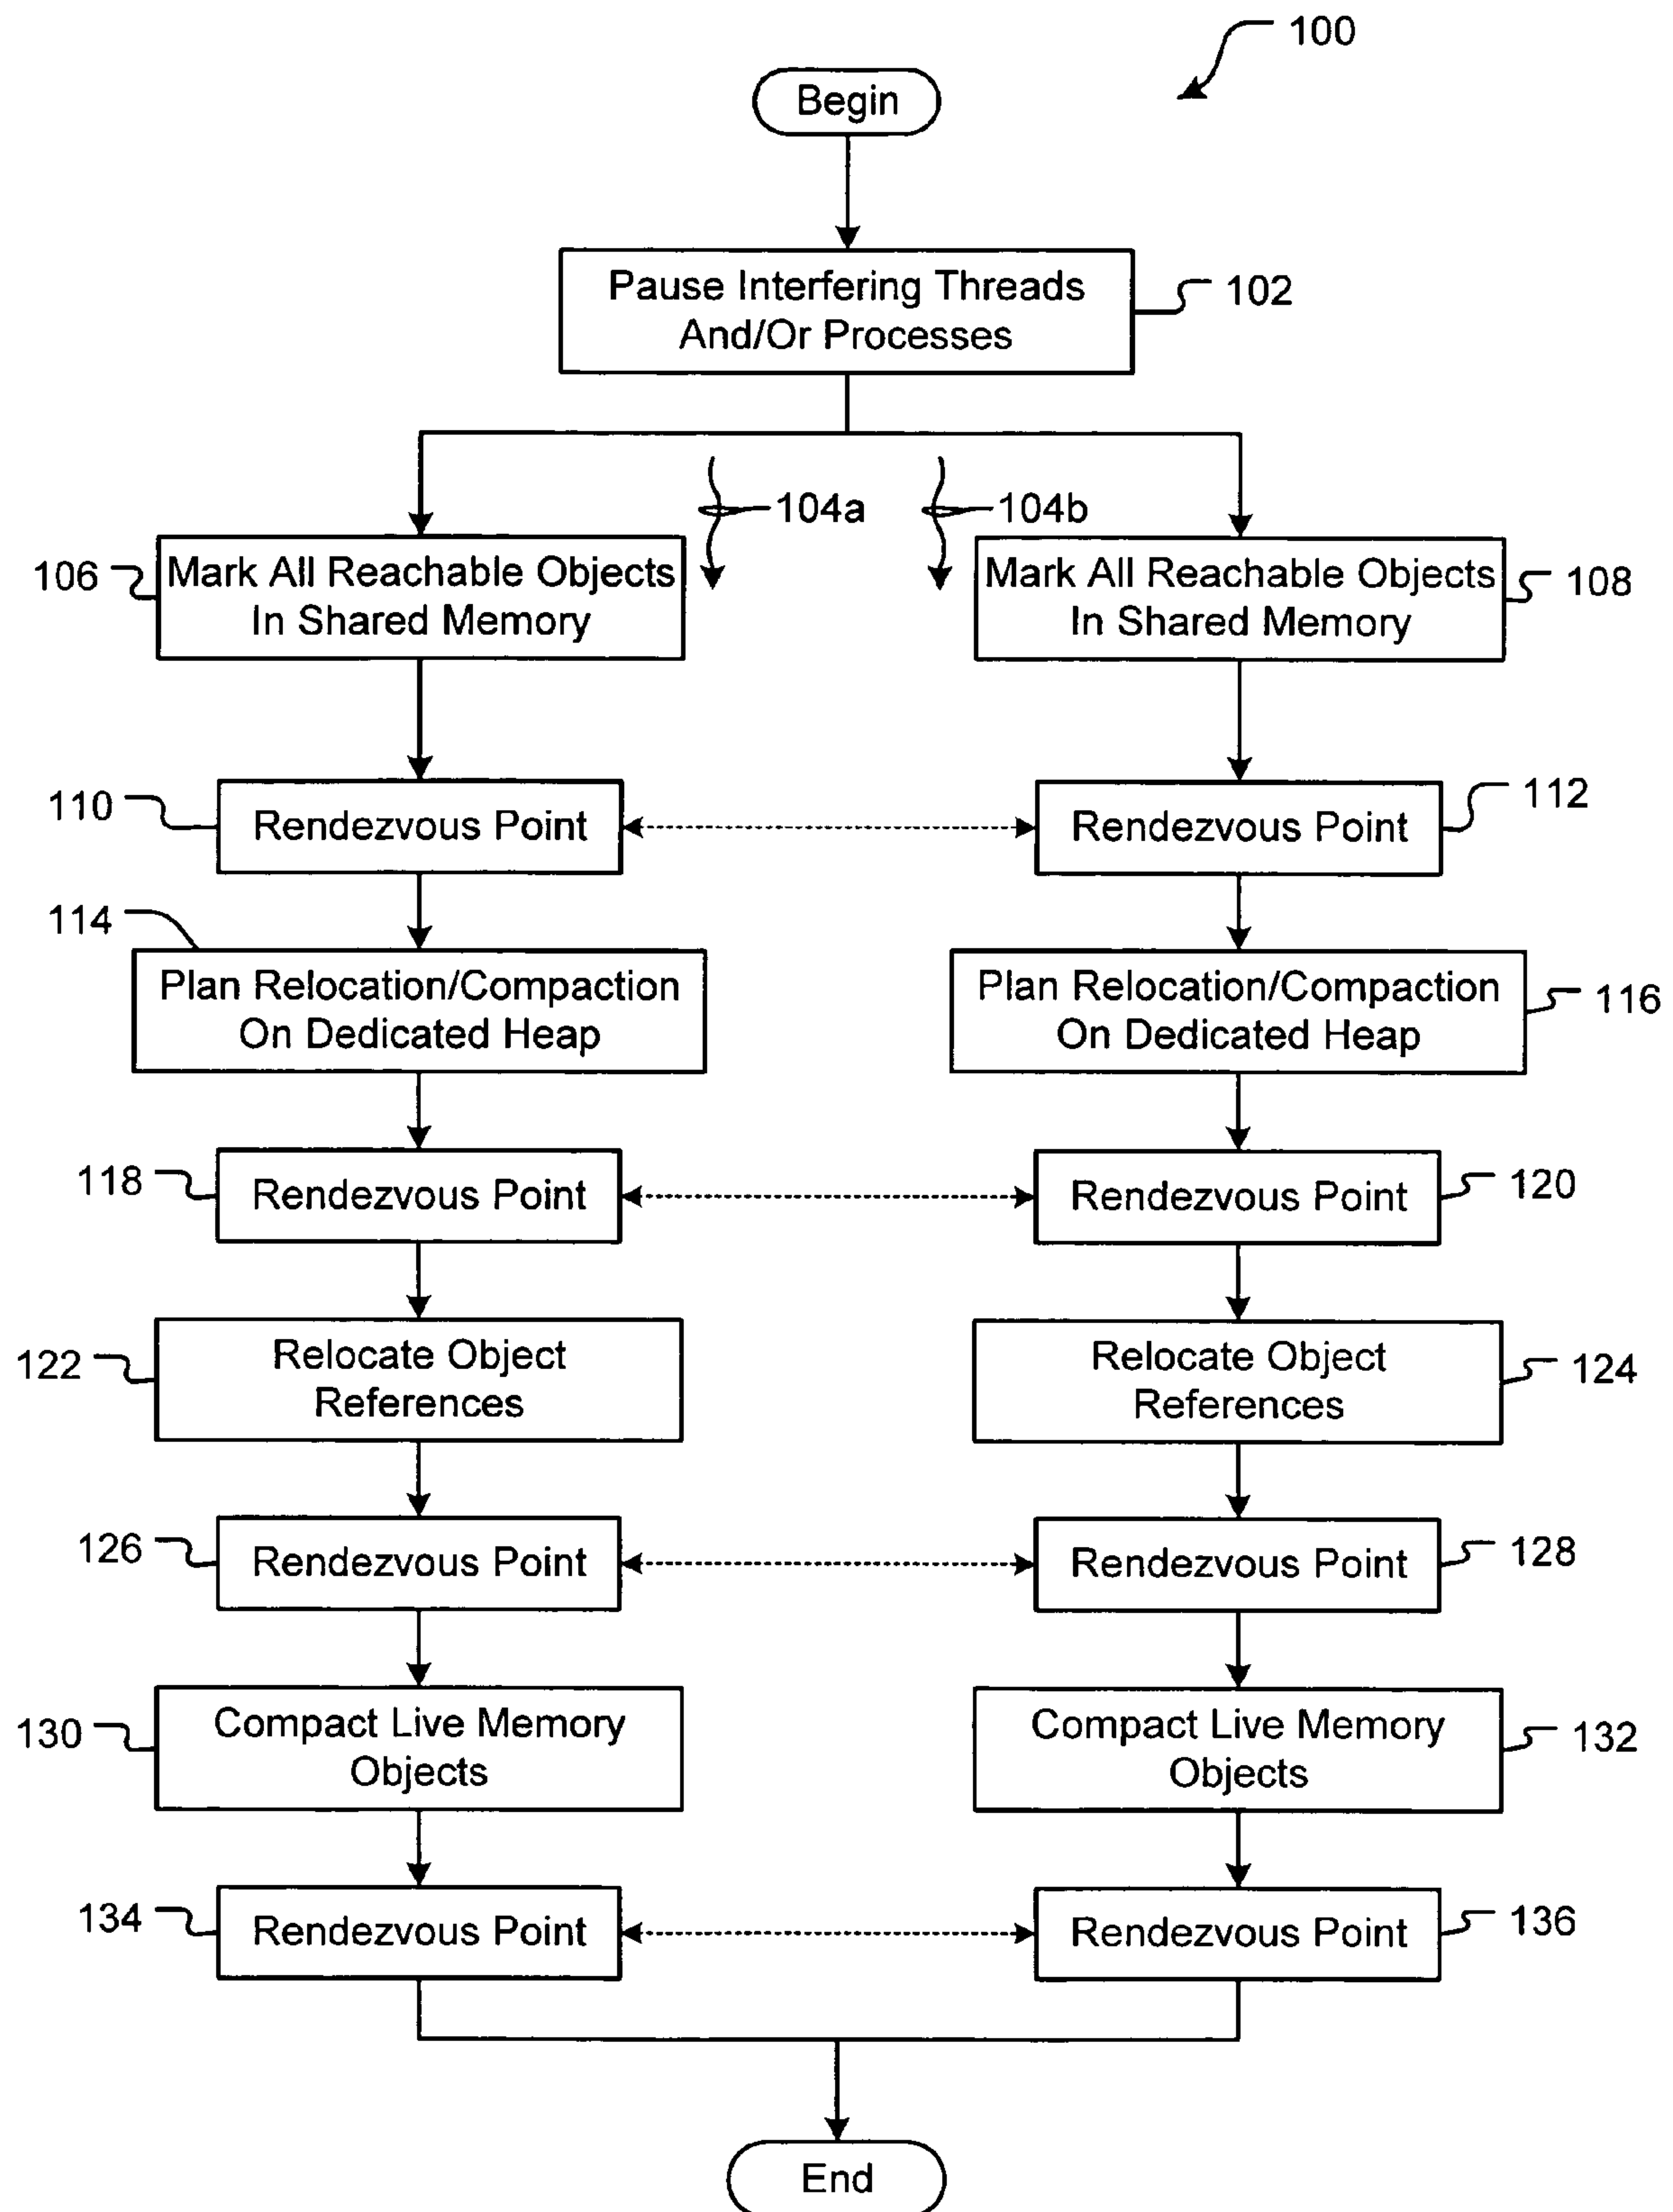 100
Begin
Pause Interfering Threads
And/Or Processes
102
104a
104b
106
Mark All Reachable Objects
In Shared Memory
Mark All Reachable Objects
In Shared Memory
108
110
Rendezvous Point
Rendezvous Point
112
114
Plan Relocation/Compaction
On Dedicated Heap
Plan Relocation/Compaction
On Dedicated Heap
116
118
Rendezvous Point
Rendezvous Point
120
122
Relocate Object
References
Relocate Object
References
124
126
Rendezvous Point
Rendezvous Point
128
130
Compact Live Memory
Objects
Compact Live Memory
Objects
132
134
Rendezvous Point
Rendezvous Point
136
End